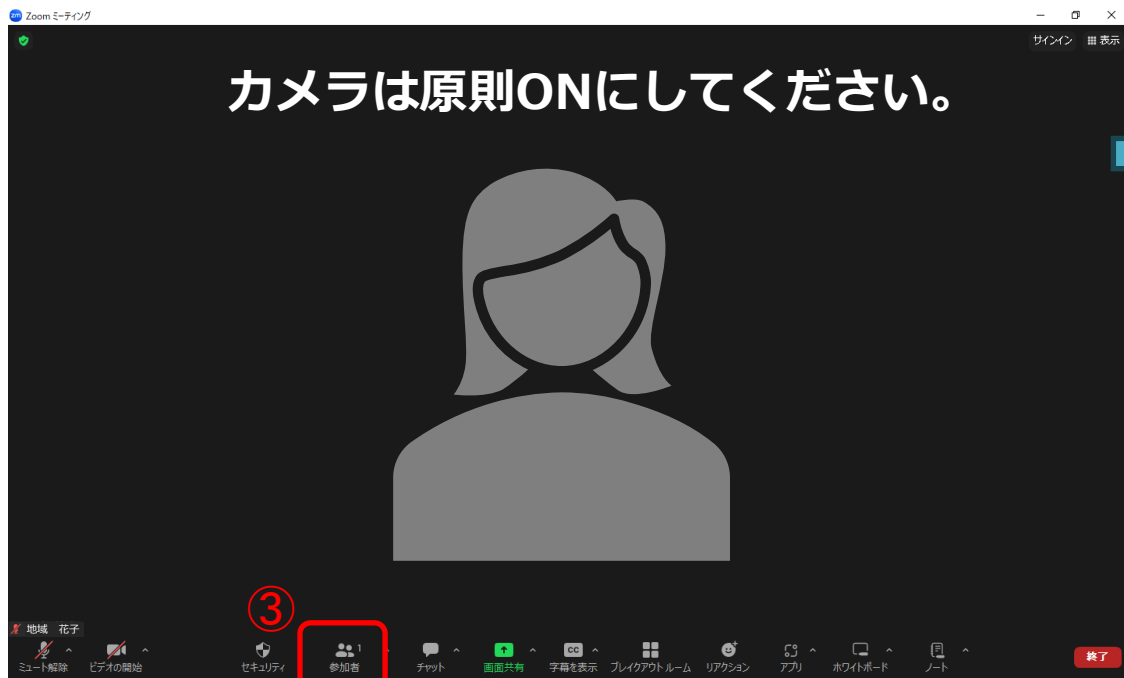 zm Zoom ミーティング
サインイン 表示
カメラは原則ONにしてください。
③
地域 花子
ミュート解除 ビデオの開始 セキュリティ 参加者 1 チャット 画面共有 CC 字幕を表示 ブレイクアウト ルーム リアクション アプリ ホワイトボード ノート 終了